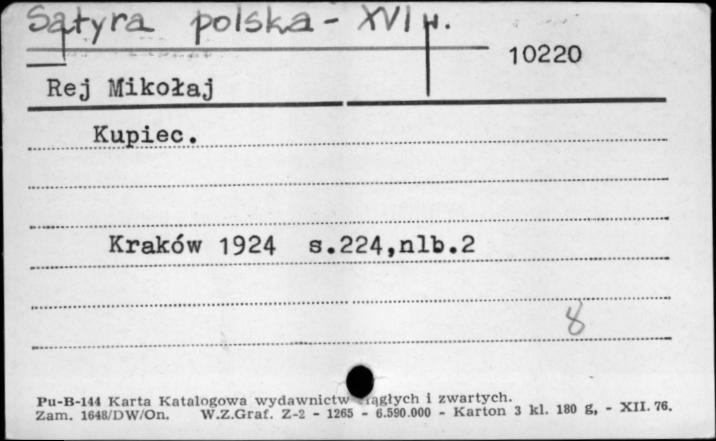 Satyra polska - XVI w.
10220
Rej Mikołaj
Kupiec.
Kraków 1924 s.224,nlb.2
8
Pu-B-144 Karta Katalogowa wydawnictw ciągłych i zwartych.
Zam. 1648/DW/On. W.Z.Graf. Z-2 - 1265 - 6.590.000 - Karton 3 kl. 180 g, - XII. 76.